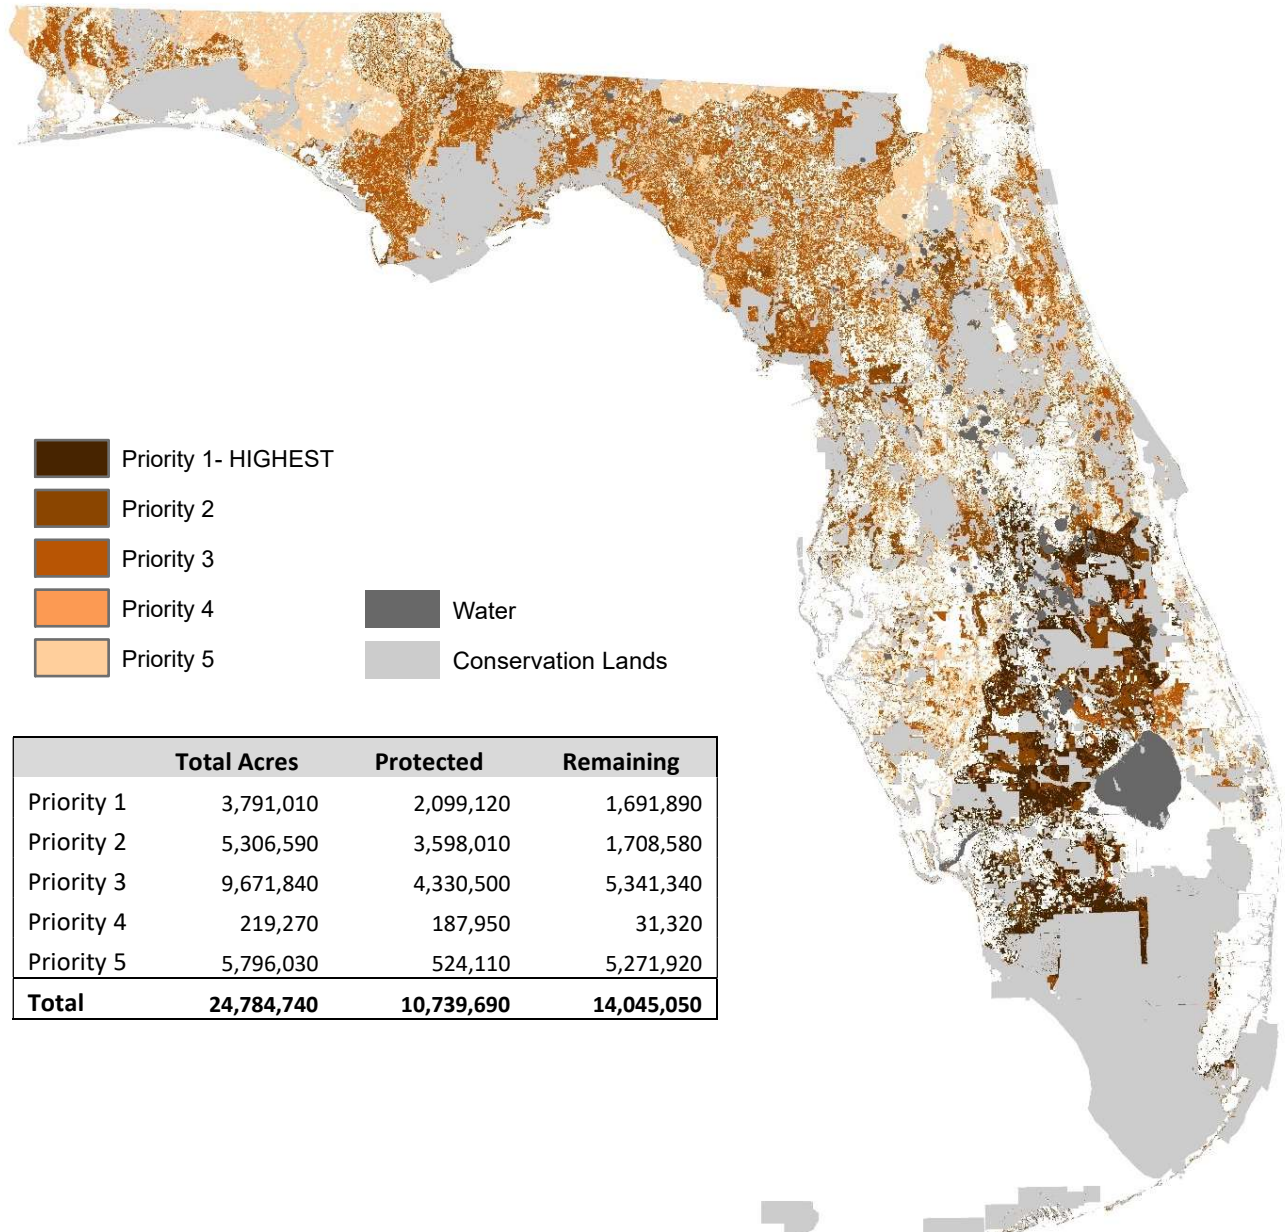 Priority 1- HIGHEST
Priority 2
Priority 3
Priority 4
Priority 5
Water
Conservation Lands
Total Acres Protected Remaining
Priority 1 3,791,010 2,099,120 1,691,890
Priority 2 5,306,590 3,598,010 1,708,580
Priority 3 9,671,840 4,330,500 5,341,340
Priority 4 219,270 187,950 31,320
Priority 5 5,796,030 524,110 5,271,920
Total 24,784,740 10,739,690 14,045,050